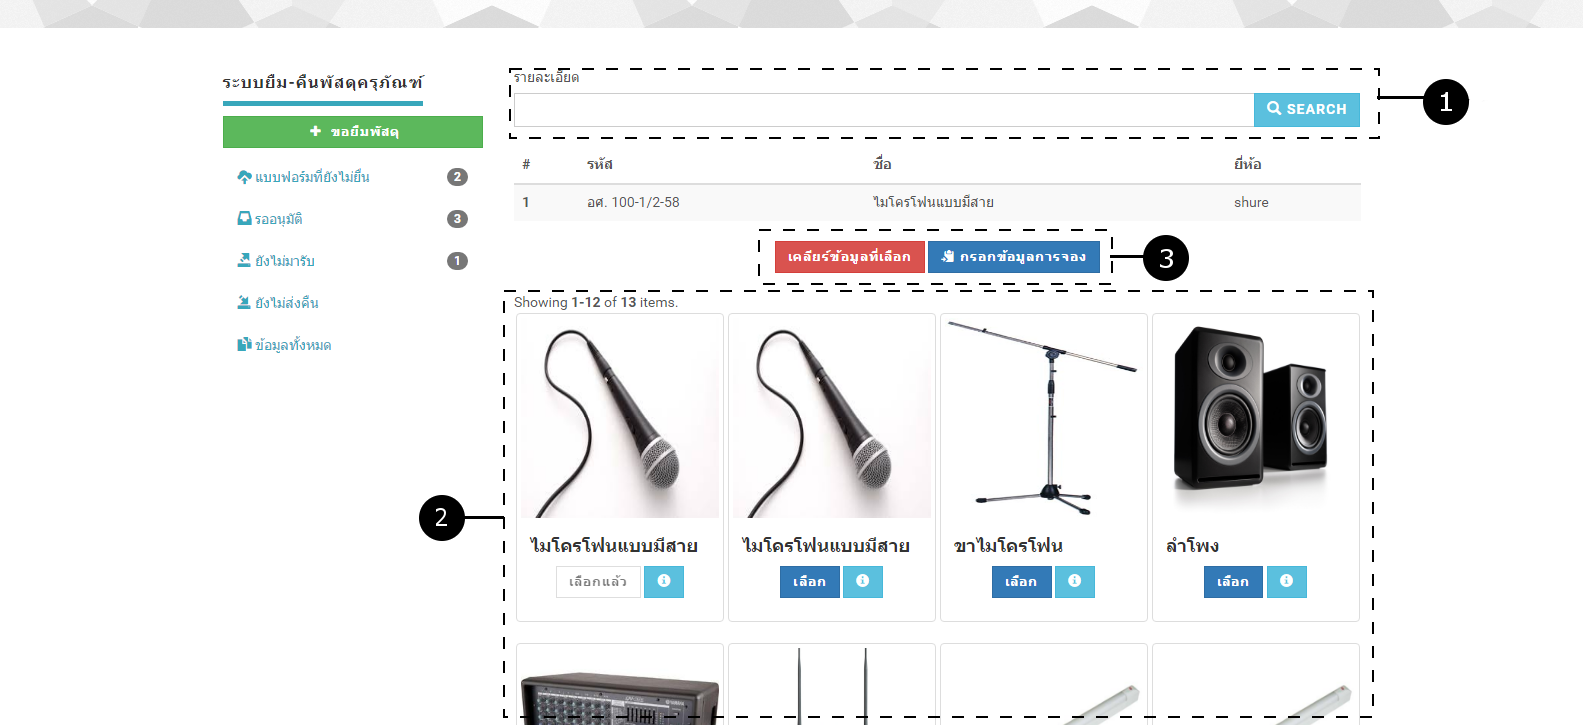 ระบบยืม-คืนพัสดุครุภัณฑ์
+ ขอยืมพัสดุ
แบบฟอร์มที่ยังไม่ยืน 2
รออนุมัติ 3
ยังไม่มารับ 1
ยังไม่ส่งคืน
ข้อมูลทั้งหมด
รายละเอียด
SEARCH
1
# รหัส ชื่อ ยี่ห้อ
1 อศ. 100-1/2-58 ไมโครโฟนแบบมีสาย shure
เคลียร์ข้อมูลที่เลือก กรอกข้อมูลการจอง
3
Showing 1-12 of 13 items.
2
ไมโครโฟนแบบมีสาย ไมโครโฟนแบบมีสาย ขาไมโครโฟน ลำโพง
เลือกแล้ว เลือก เลือก เลือก
YAMAHA